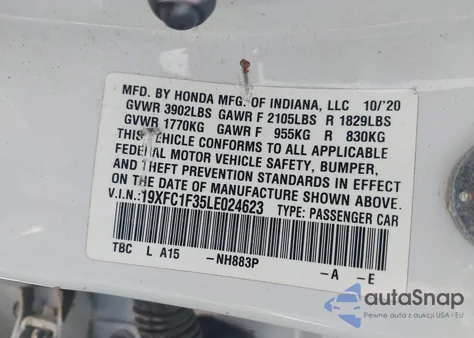 MFD. BY HONDA MFG. OF INDIANA, LLC 10/'20
GVWR 3902LBS GAWR F 2105LBS R 1829LBS
GVWR 1770KG GAWR F 955KG R 830KG
THIS VEHICLE CONFORMS TO ALL APPLICABLE
FEDERAL MOTOR VEHICLE SAFETY, BUMPER,
AND THEFT PREVENTION STANDARDS IN EFFECT
ON THE DATE OF MANUFACTURE SHOWN ABOVE.
V.I.N.:19XFC1F35LE024623 TYPE: PASSENGER CAR
TBC L A15 -NH883P -A -E
autoSnap
Pewne auta z aukcji USA i EU